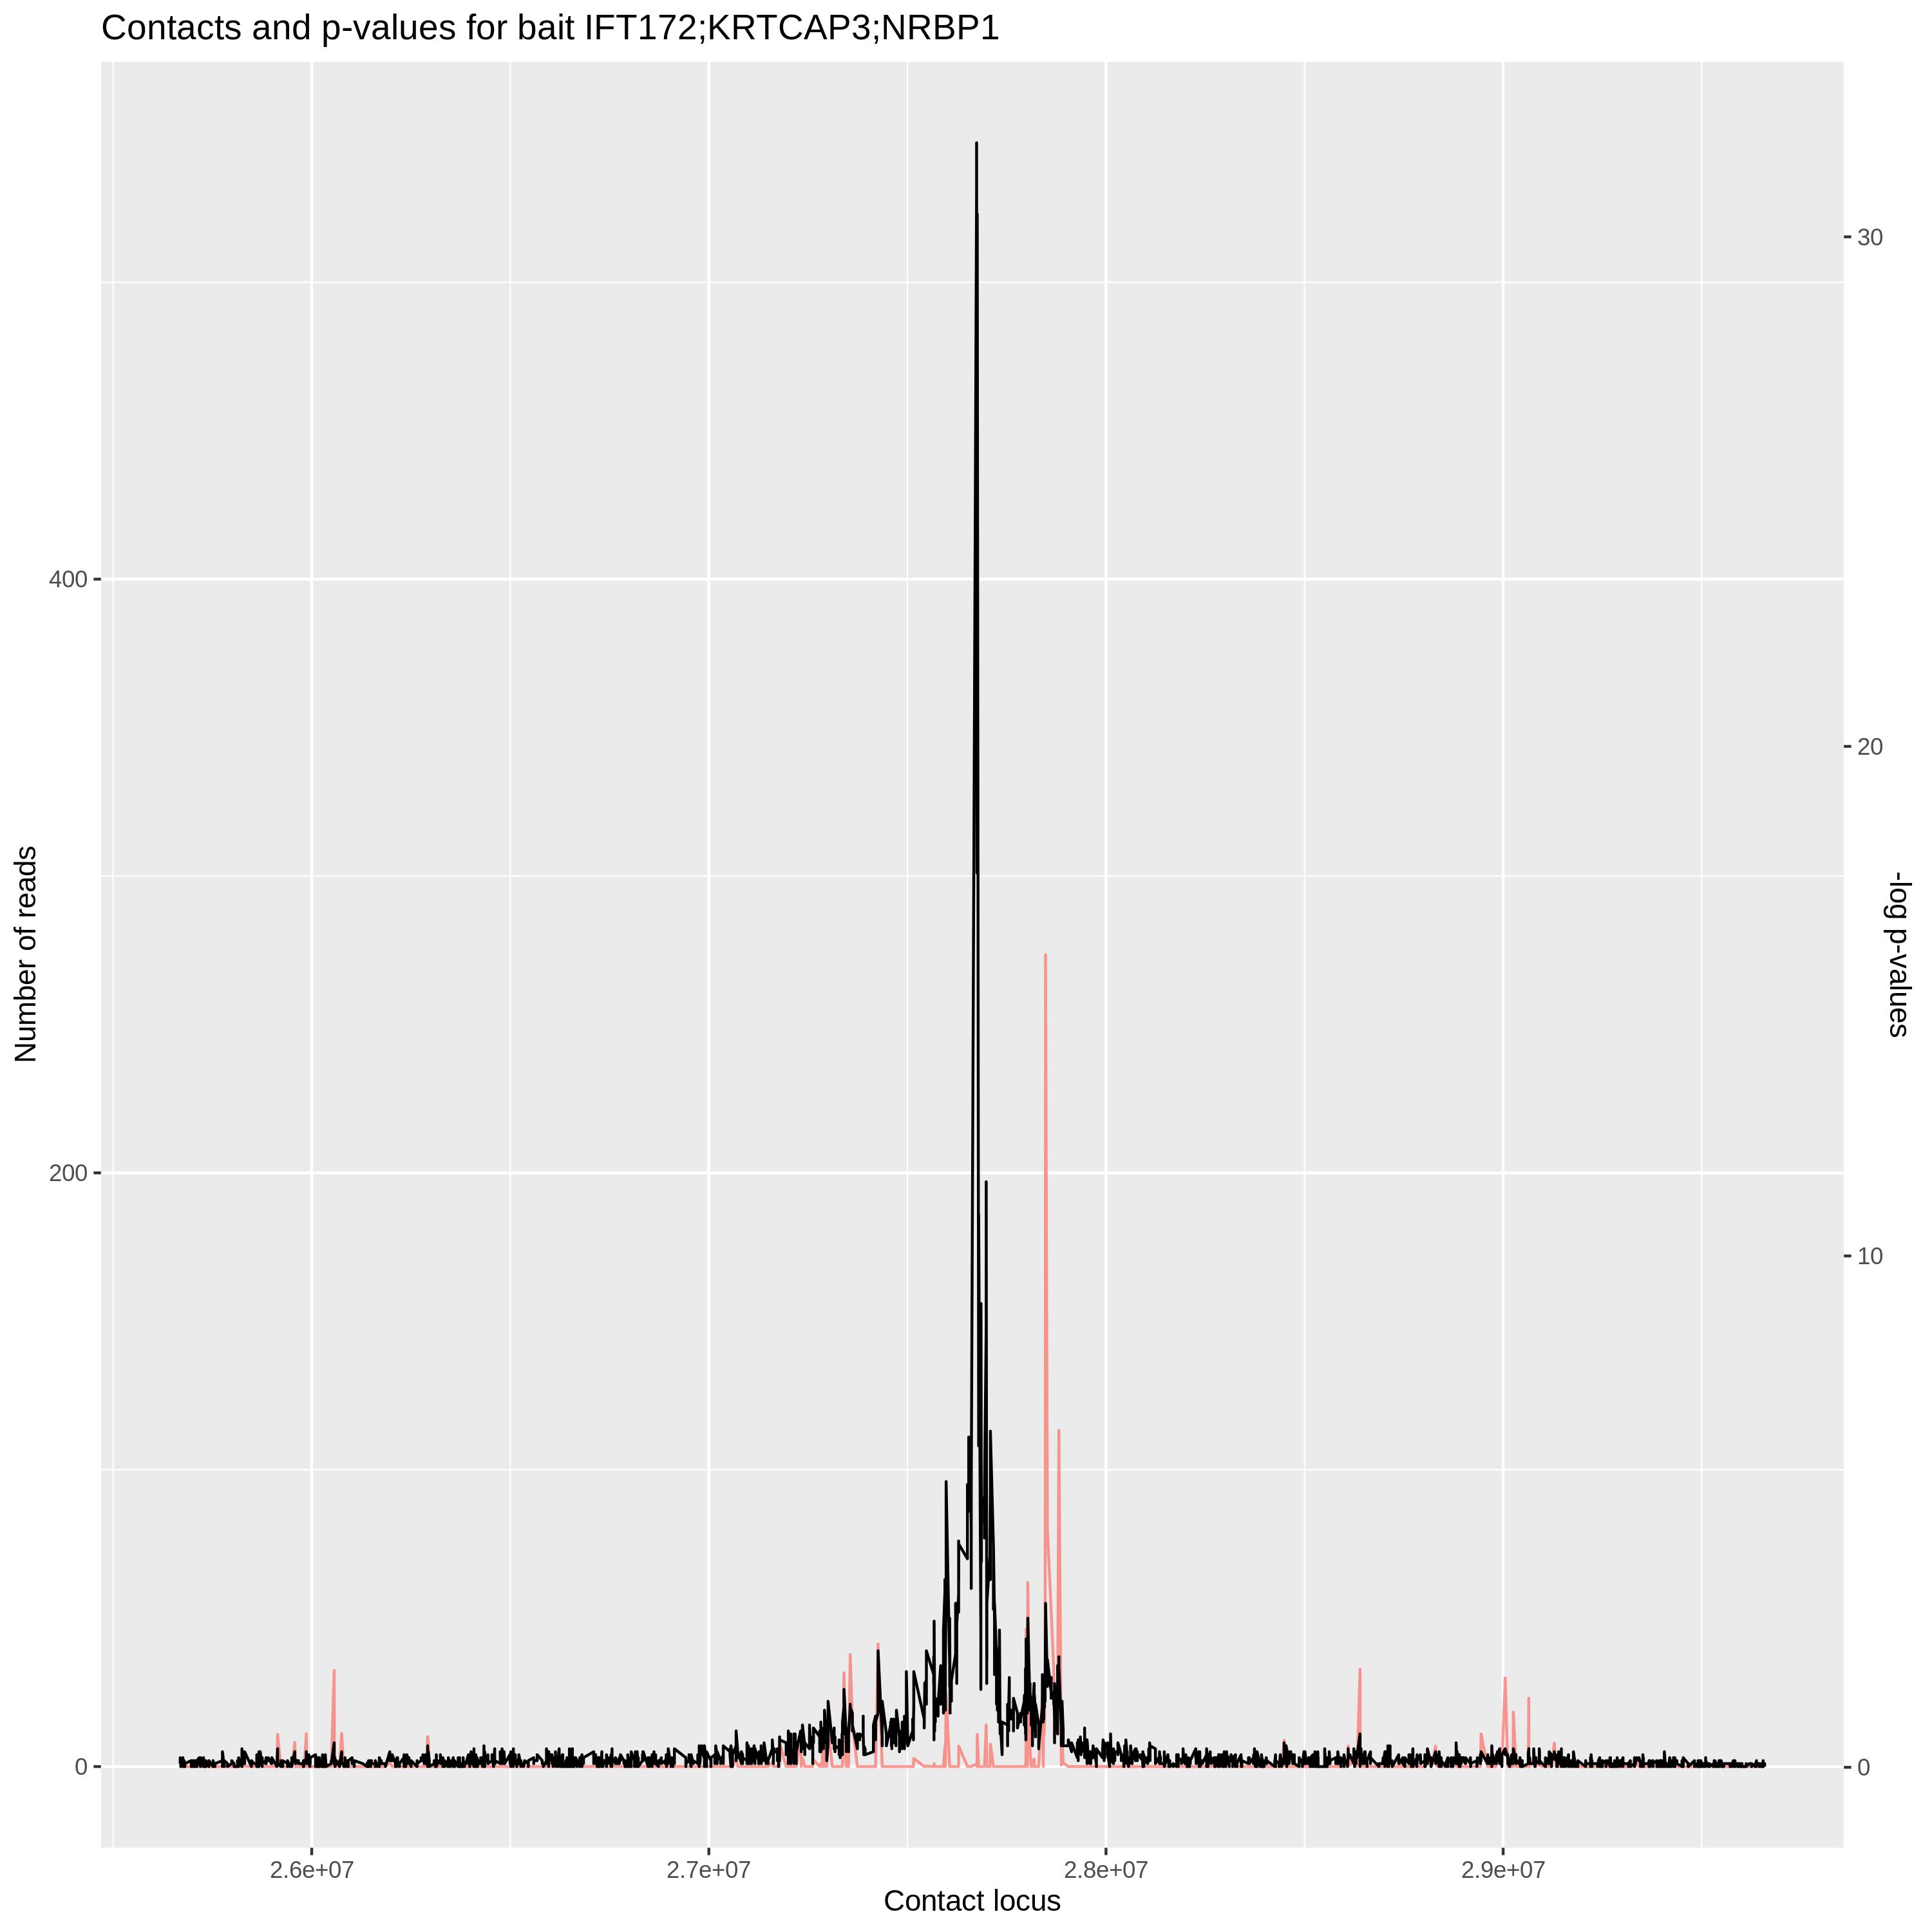 Contacts and p-values for bait IFT172;KRTCAP3;NRBP1
30
400
20
Number of reads
-log p-values
200
10
0
0
2.6e+07
2.7e+07
2.8e+07
2.9e+07
Contact locus